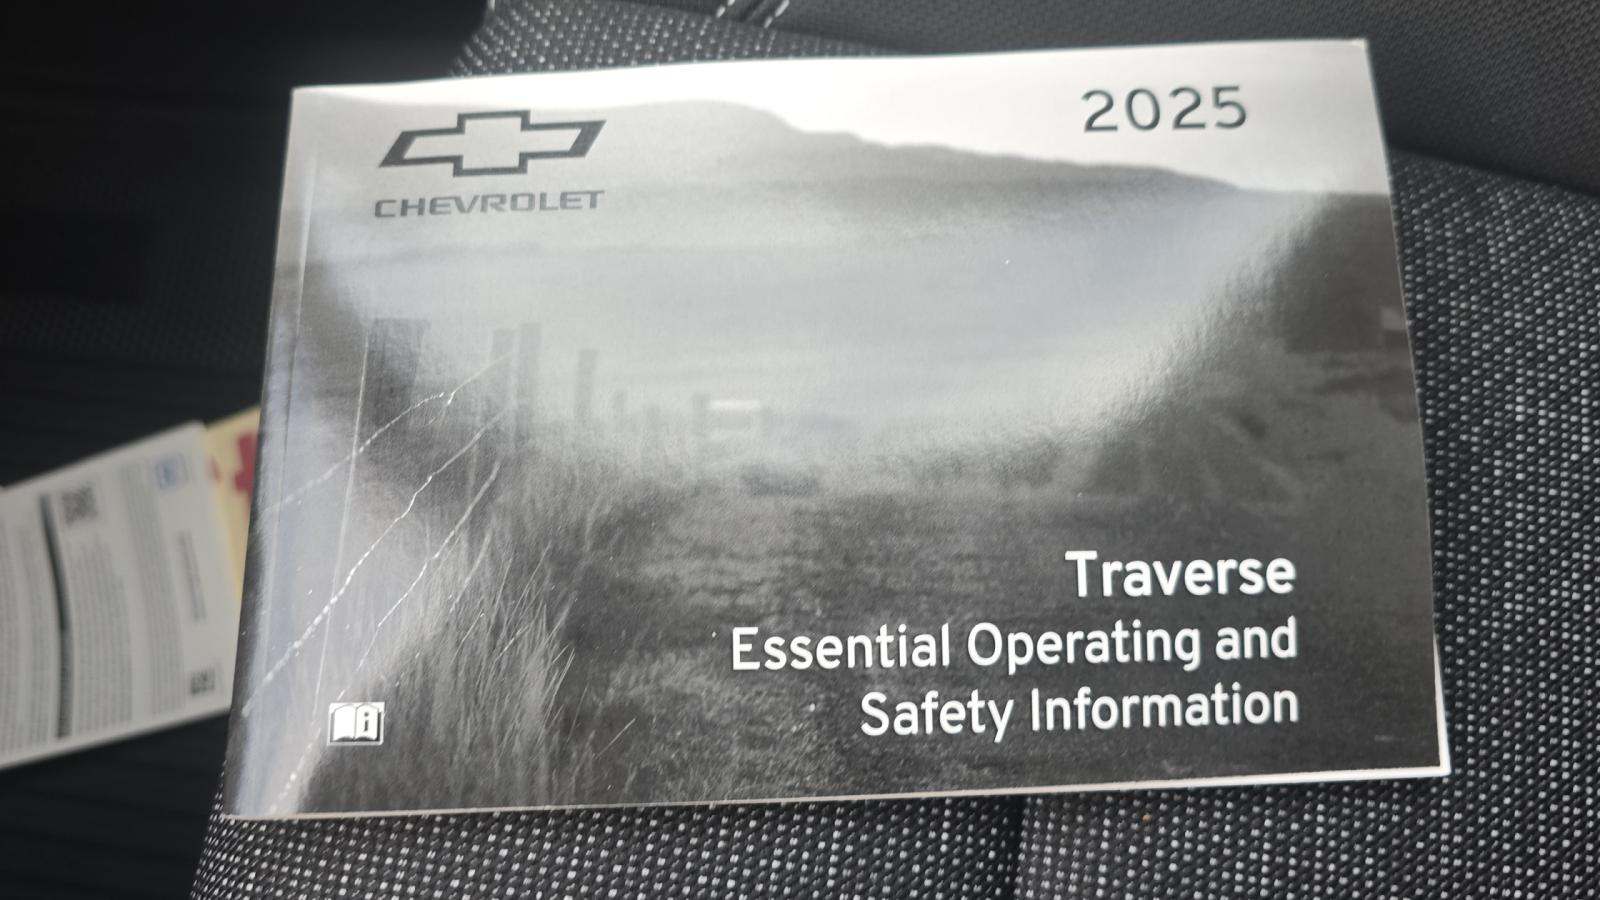 CHEVROLET
2025
Traverse
Essential Operating and
Safety Information